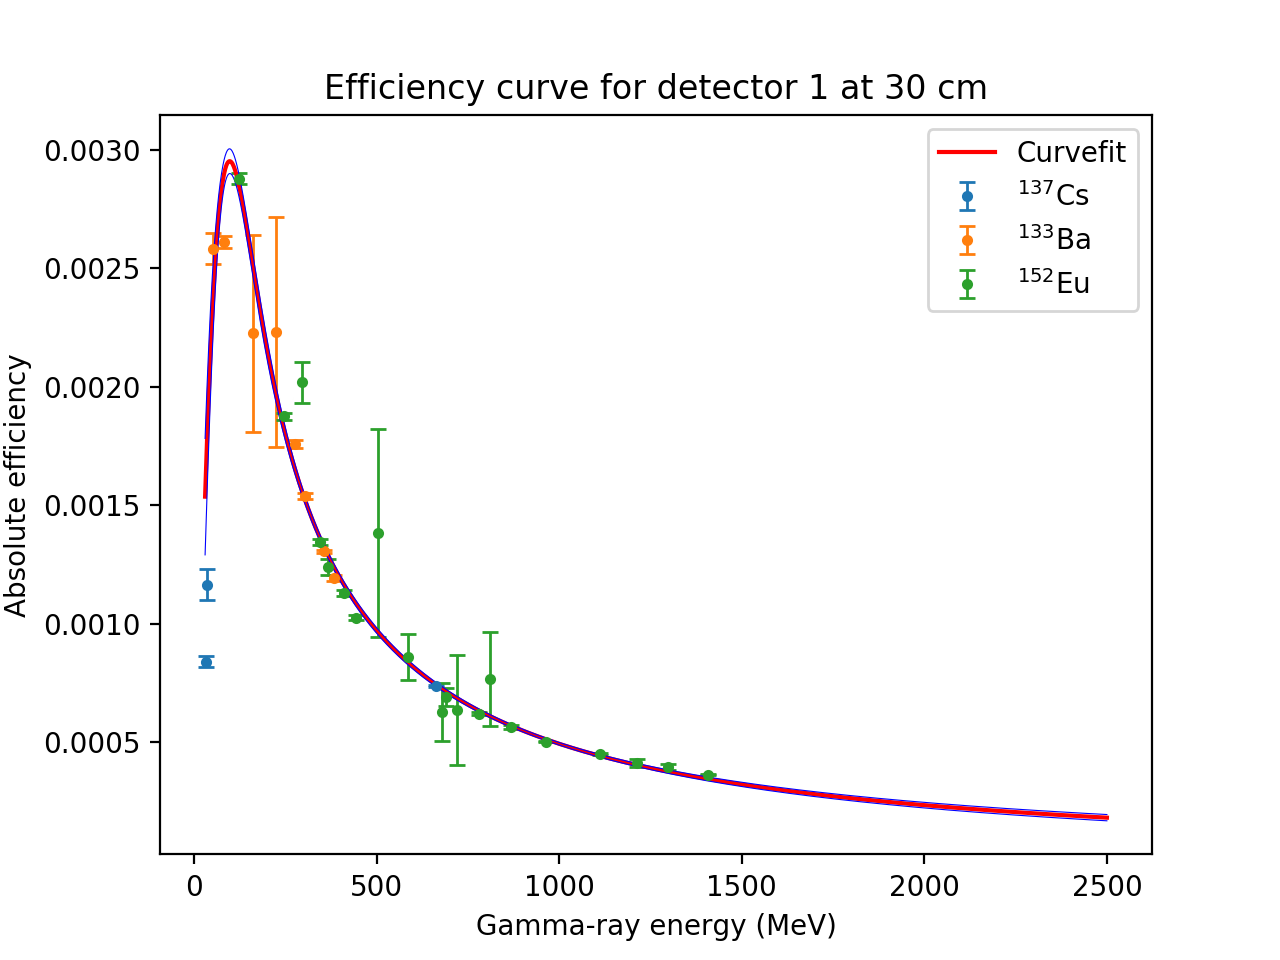 Efficiency curve for detector 1 at 30 cm
Absolute efficiency
0.0030
0.0025
0.0020
0.0015
0.0010
0.0005
Curvefit
¹³⁷Cs
¹³³Ba
¹⁵²Eu
0 500 1000 1500 2000 2500
Gamma-ray energy (MeV)